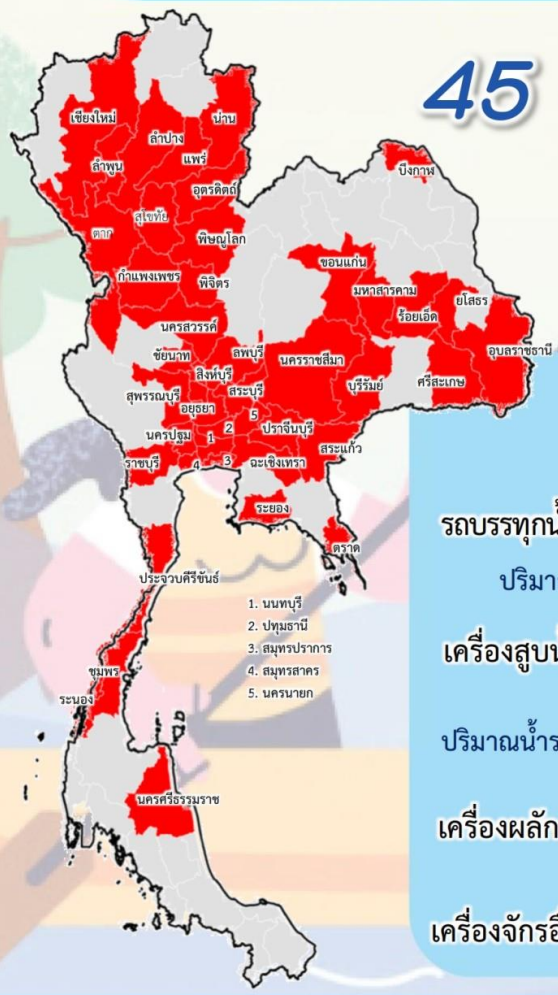 45
เชียงใหม่
น่าน
ลำปาง
แพร่
ลำพูน
อุตรดิตถ์
บึงกาฬ
สุโขทัย
ตาก
พิษณุโลก
ขอนแก่น
กำแพงเพชร
พิจิตร
มหาสารคาม
ยโสธร
ร้อยเอ็ด
นครสวรรค์
อุบลราชธานี
ชัยนาท
ลพบุรี
นครราชสีมา
สิงห์บุรี
สระบุรี
บุรีรัมย์
ศรีสะเกษ
สุพรรณบุรี
อยุธยา
5
2
ปราจีนบุรี
นครปฐม
1
สระแก้ว
ราชบุรี
4
3
ฉะเชิงเทรา
ระยอง
ตราด
ประจวบคีรีขันธ์
1. นนทบุรี
2. ปทุมธานี
3. สมุทรปราการ
4. สมุทรสาคร
5. นครนายก
ชุมพร
ระนอง
นครศรีธรรมราช
รถบรรทุกน้
ปริมา
เครื่องสูบน
ปริมาณน้ำร
เครื่องผลัก
เครื่องจักรอื